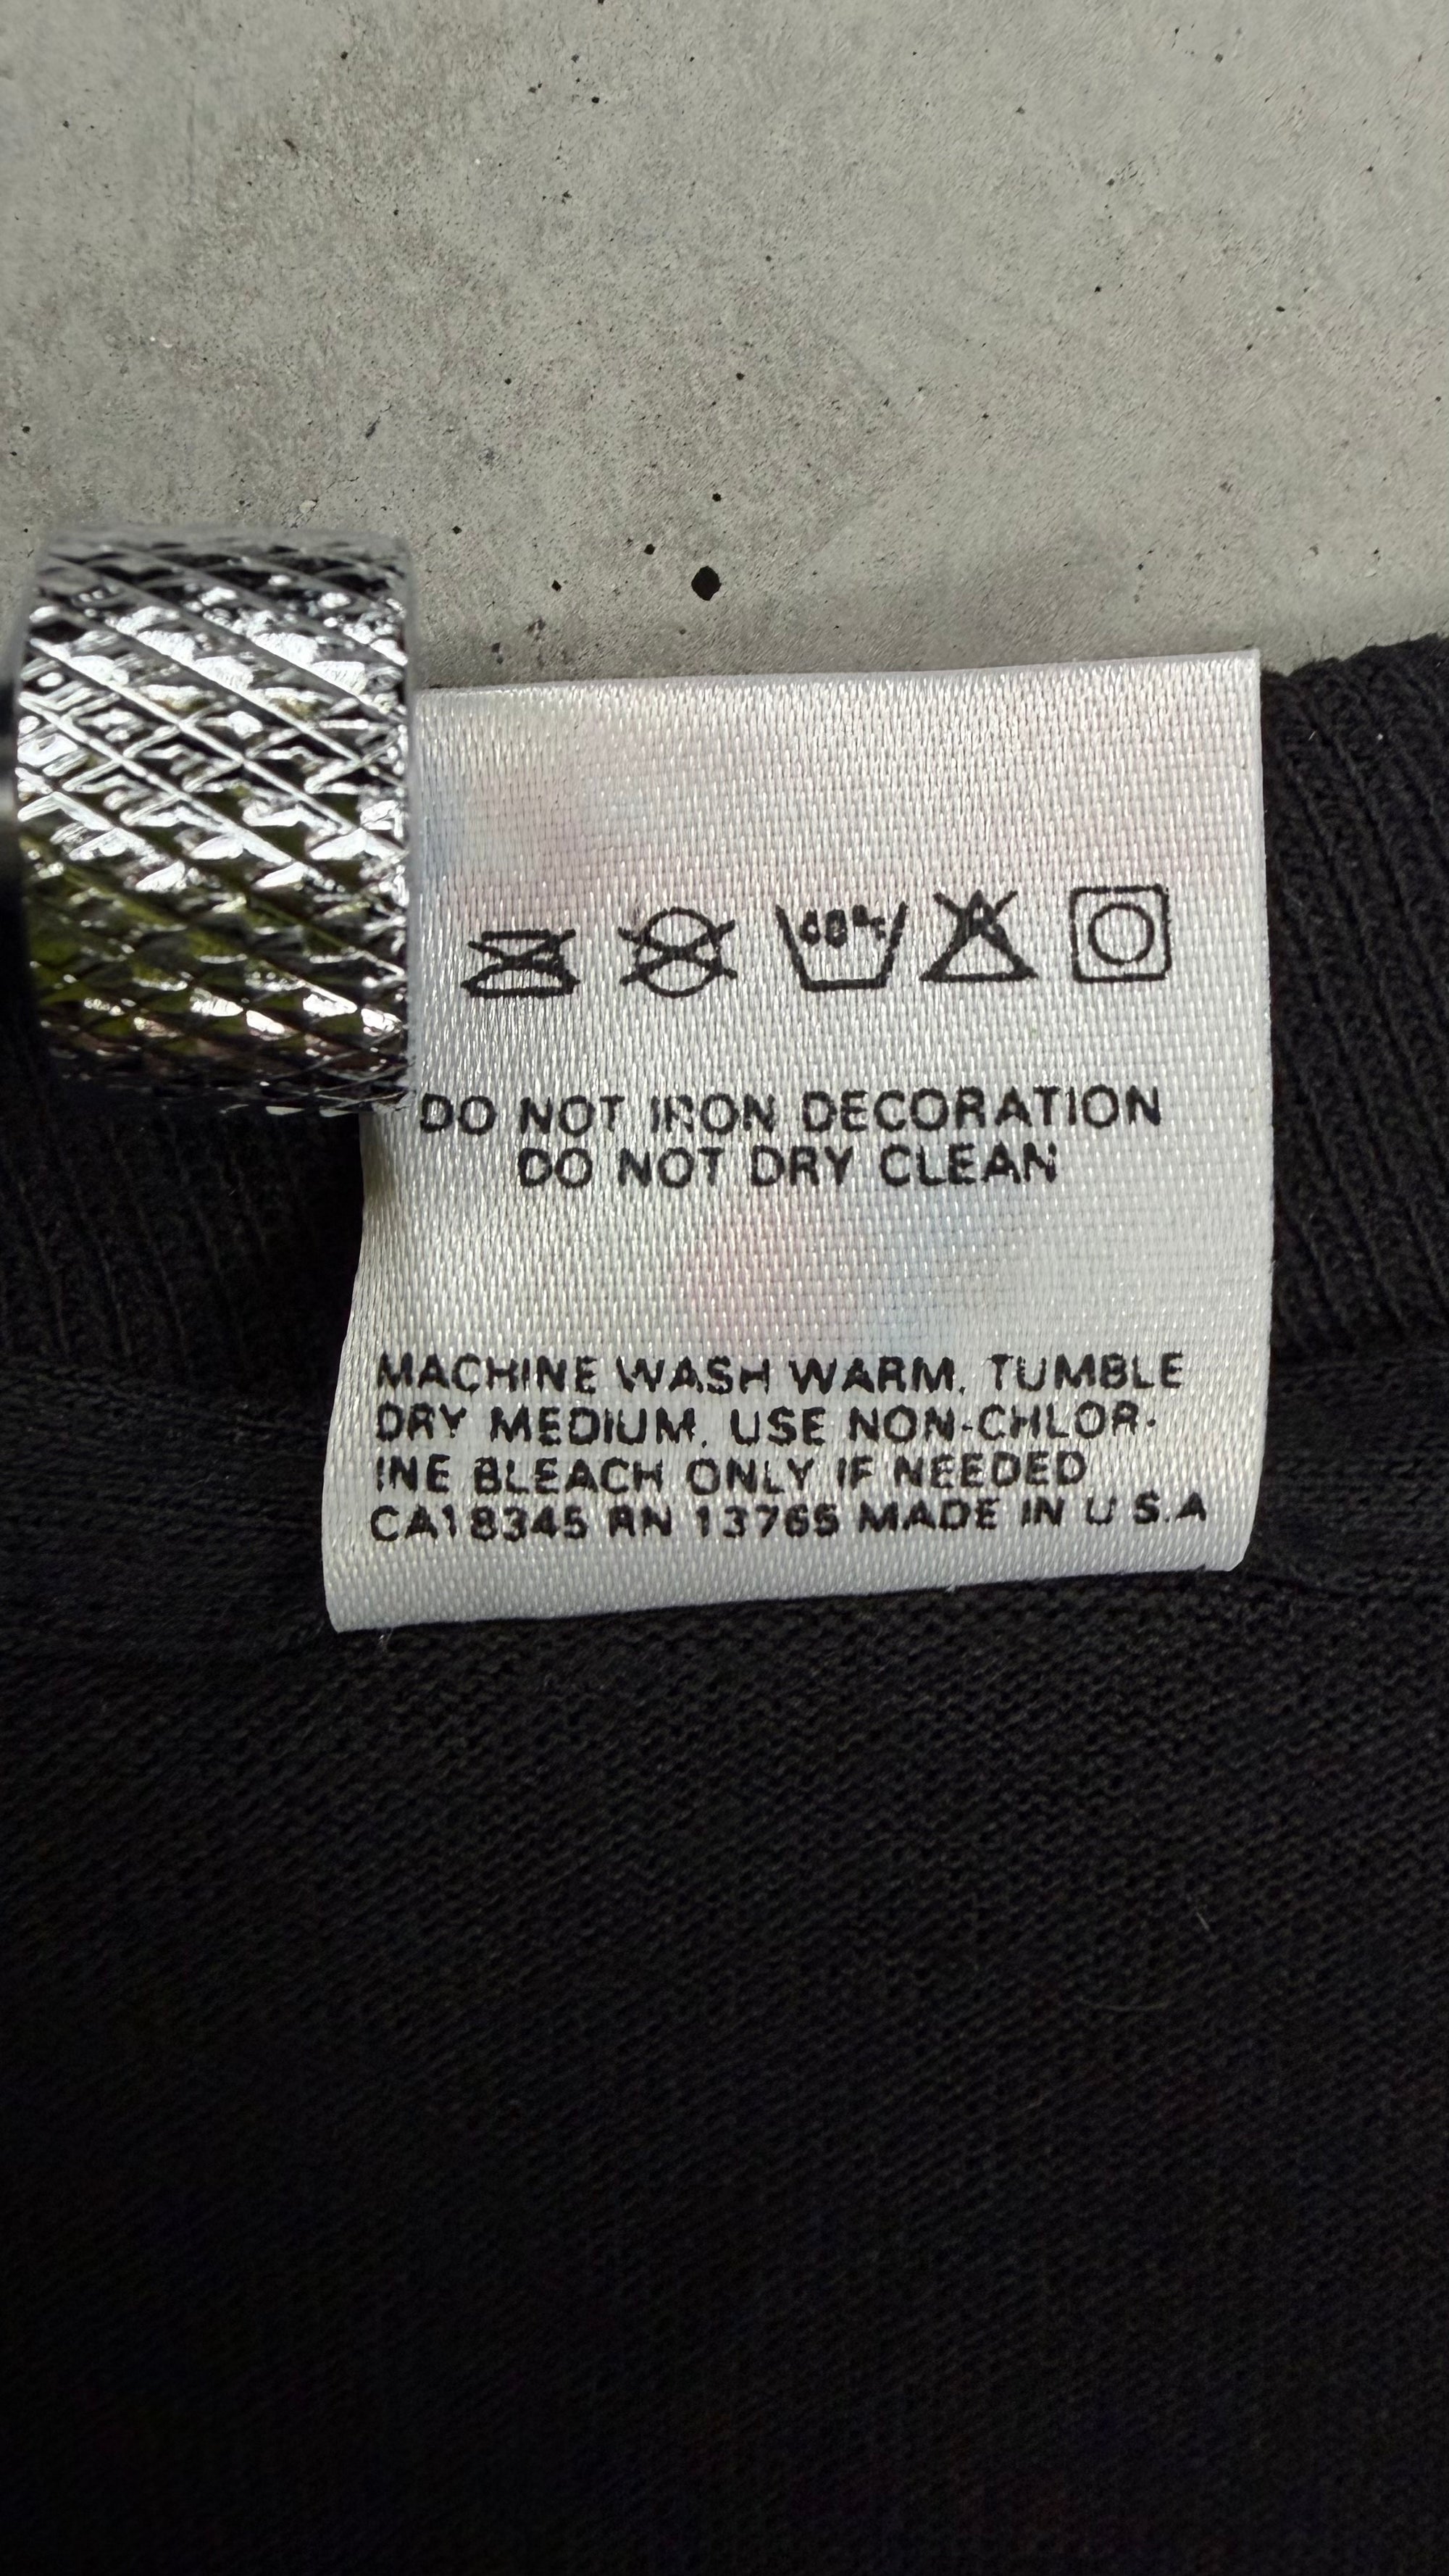 40°C
DO NOT IRON DECORATION
DO NOT DRY CLEAN
MACHINE WASH WARM. TUMBLE
DRY MEDIUM. USE NON-CHLOR-
INE BLEACH ONLY IF NEEDED
CA18345 RN 13765 MADE IN U S.A